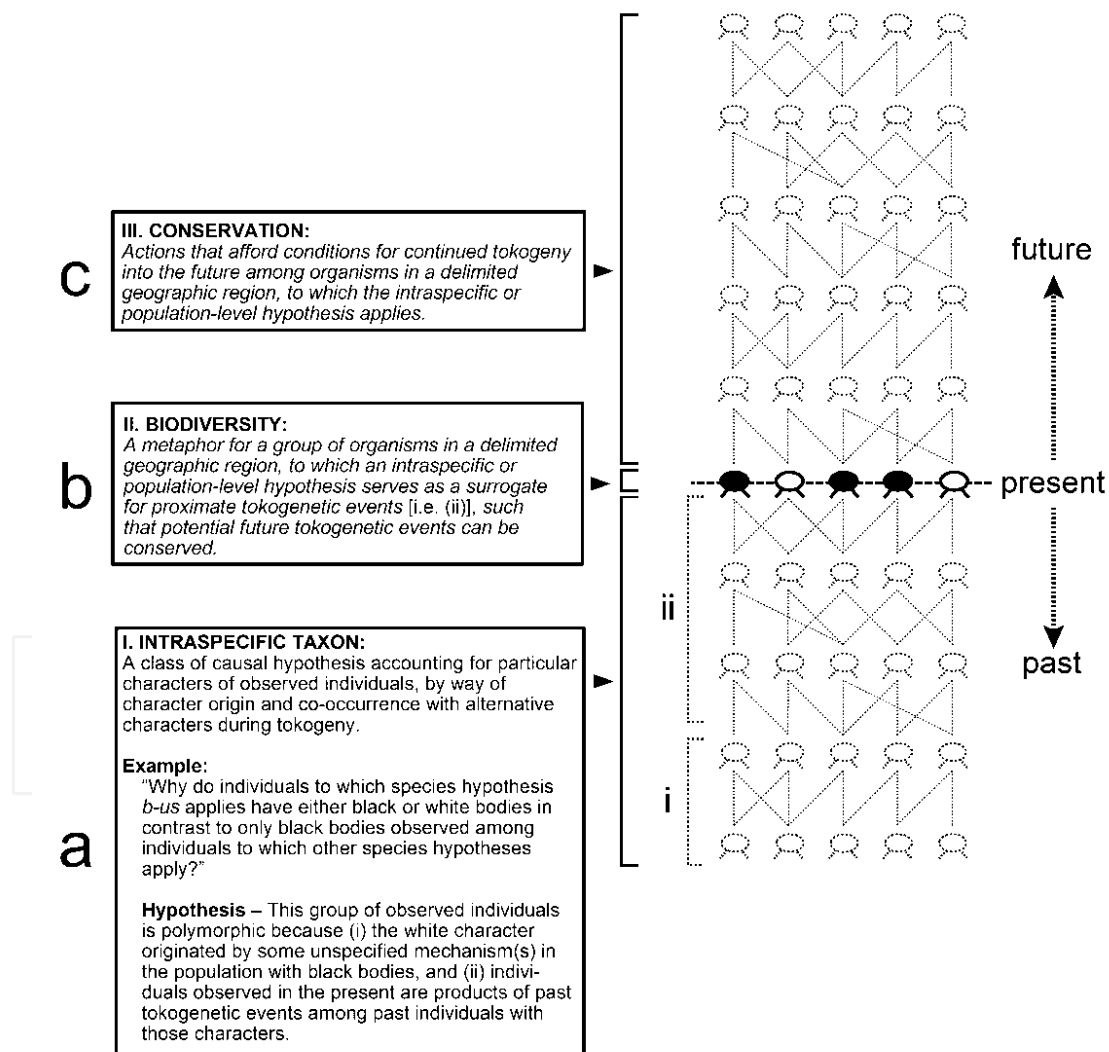 c
III. CONSERVATION:
Actions that afford conditions for continued tokogeny
into the future among organisms in a delimited
geographic region, to which the intraspecific or
population-level hypothesis applies.
b
II. BIODIVERSITY:
A metaphor for a group of organisms in a delimited
geographic region, to which an intraspecific or
population-level hypothesis serves as a surrogate
for proximate tokogenetic events [i.e. (ii)], such
that potential future tokogenetic events can be
conserved.
a
I. INTRASPECIFIC TAXON:
A class of causal hypothesis accounting for particular
characters of observed individuals, by way of
character origin and co-occurrence with alternative
characters during tokogeny.
Example:
"Why do individuals to which species hypothesis
b-us applies have either black or white bodies in
contrast to only black bodies observed among
individuals to which other species hypotheses
apply?"
Hypothesis – This group of observed individuals
is polymorphic because (i) the white character
originated by some unspecified mechanism(s) in
the population with black bodies, and (ii) indivi-
duals observed in the present are products of past
tokogenetic events among past individuals with
those characters.
future
present
past
ii
i